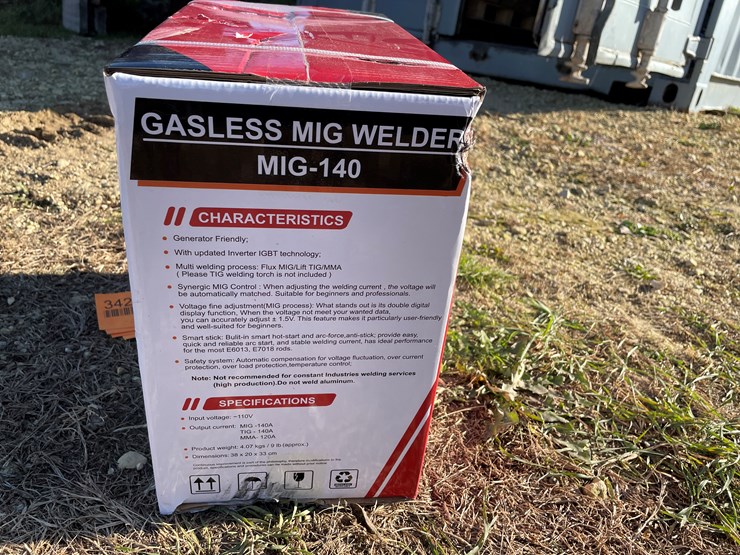 GASLESS MIG WELDER
MIG-140
CHARACTERISTICS
• Generator Friendly;
• With updated Inverter IGBT technology;
• Multi welding process: Flux MIG/Lift TIG/MMA
( Please TIG welding torch is not included )
• Synergic MIG Control : When adjusting the welding current , the voltage will
be automatically matched. Suitable for beginners and professionals.
• Voltage fine adjustment(MIG process): What stands out is its double digital
display function, When the voltage not meet your wanted data,
you can accurately adjust ± 1.5V. This feature makes it particularly user-friendly
and well-suited for beginners.
• Smart stick: Bulit-in smart hot-start and arc-force,anti-stick; provide easy,
quick and reliable arc start, and stable welding current, has ideal performance
for the most E6013, E7018 rods.
• Safety system: Automatic compensation for voltage fluctuation, over current
protection, over load protection,temperature control.
Note: Not recommended for constant Industries welding services
(high production).Do not weld aluminum.
SPECIFICATIONS
• Input voltage: ~110V
• Output current: MIG -140A
TIG - 140A
MMA- 120A
• Product weight: 4.07 kgs / 9 lb.(approx.)
• Dimensions: 38 x 20 x 33 cm
342